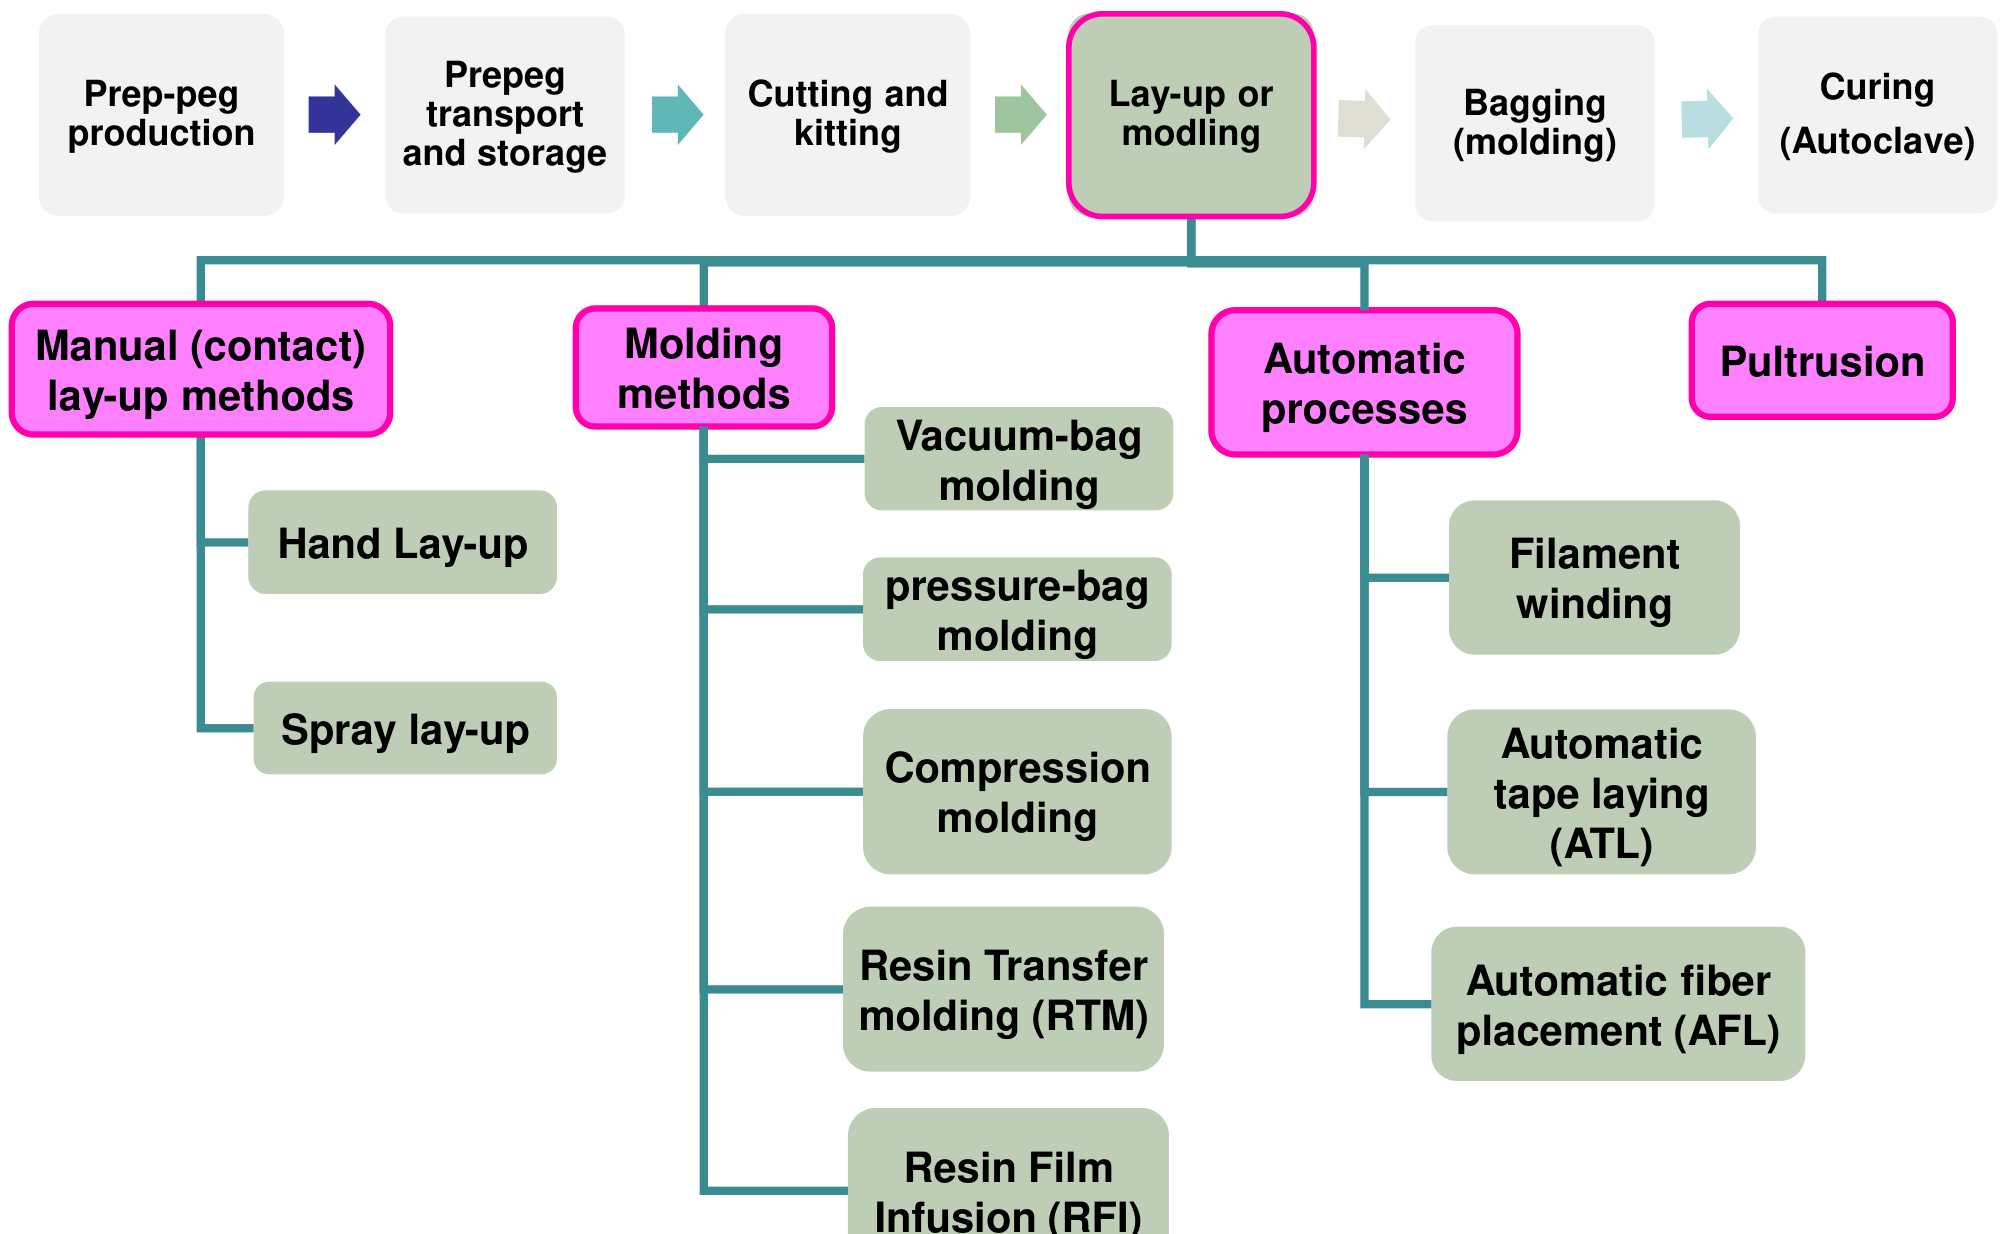 Prep-peg
production
Prepeg
transport
and storage
Cutting and
kitting
Lay-up or
modling
Bagging
(molding)
Curing
(Autoclave)
Manual (contact)
lay-up methods
Hand Lay-up
Spray lay-up
Molding
methods
Vacuum-bag
molding
pressure-bag
molding
Compression
molding
Resin Transfer
molding (RTM)
Resin Film
Infusion (RFI)
Automatic
processes
Filament
winding
Automatic
tape laying
(ATL)
Automatic fiber
placement (AFL)
Pultrusion